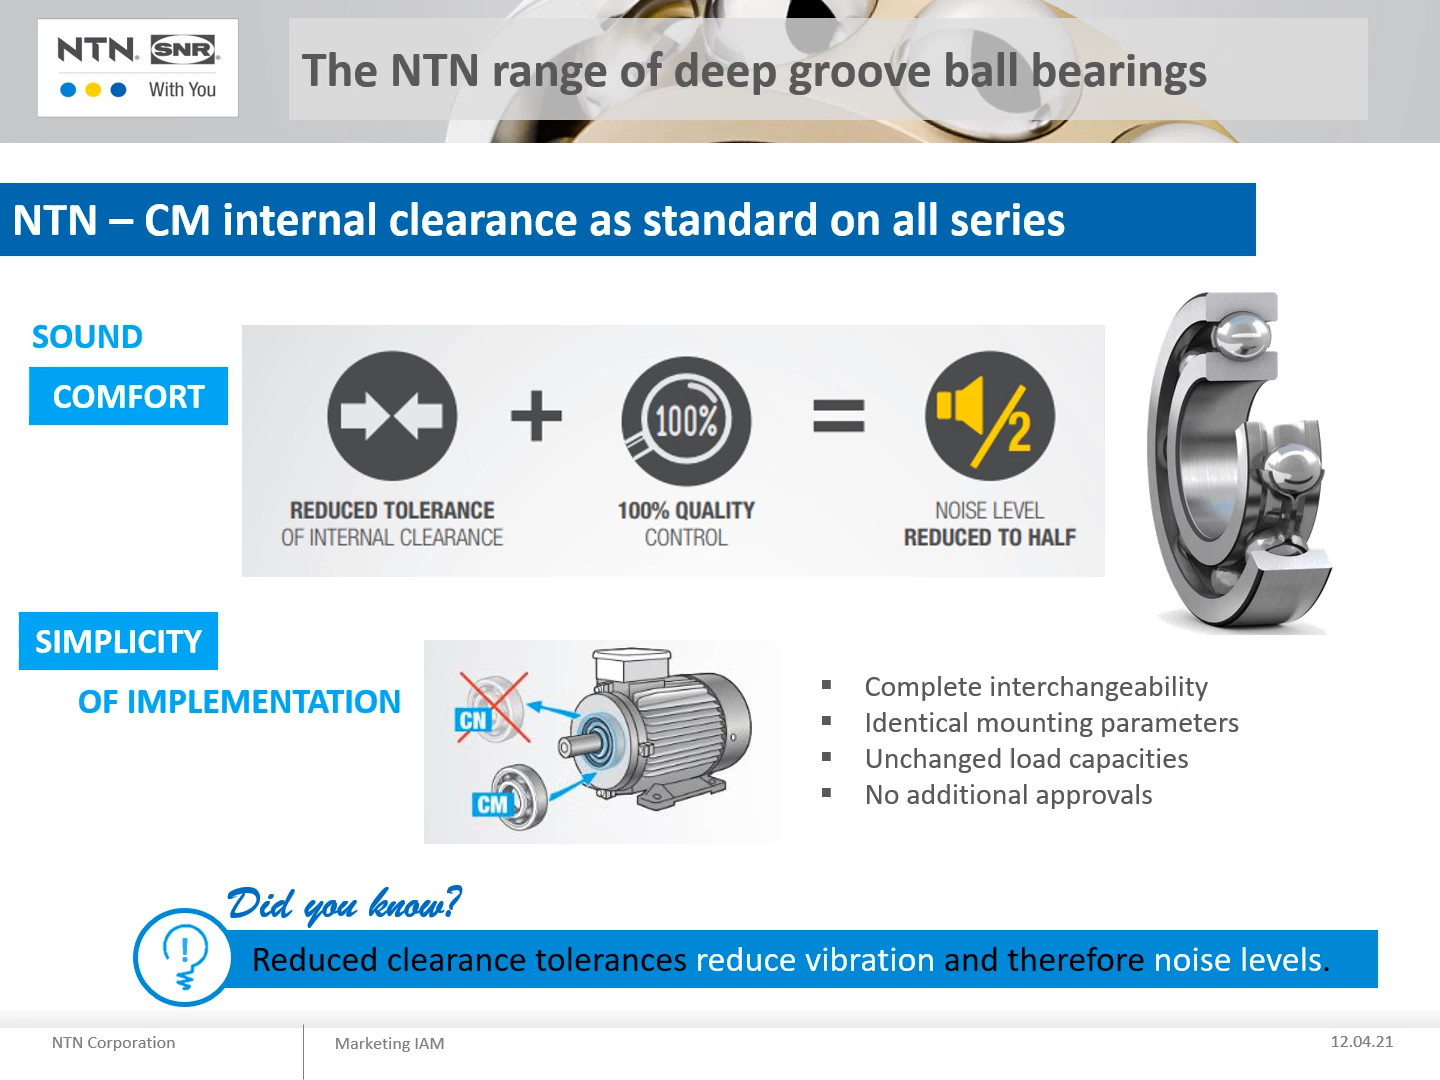 NTN. SNR.
With You
The NTN range of deep groove ball bearings
NTN – CM internal clearance as standard on all series
SOUND
COMFORT
100%
/2
REDUCED TOLERANCE
OF INTERNAL CLEARANCE
100% QUALITY
CONTROL
NOISE LEVEL
REDUCED TO HALF
SIMPLICITY
OF IMPLEMENTATION
CN
CM
Complete interchangeability
Identical mounting parameters
Unchanged load capacities
No additional approvals
Did you know?
Reduced clearance tolerances reduce vibration and therefore noise levels.
NTN Corporation
Marketing IAM
12.04.21